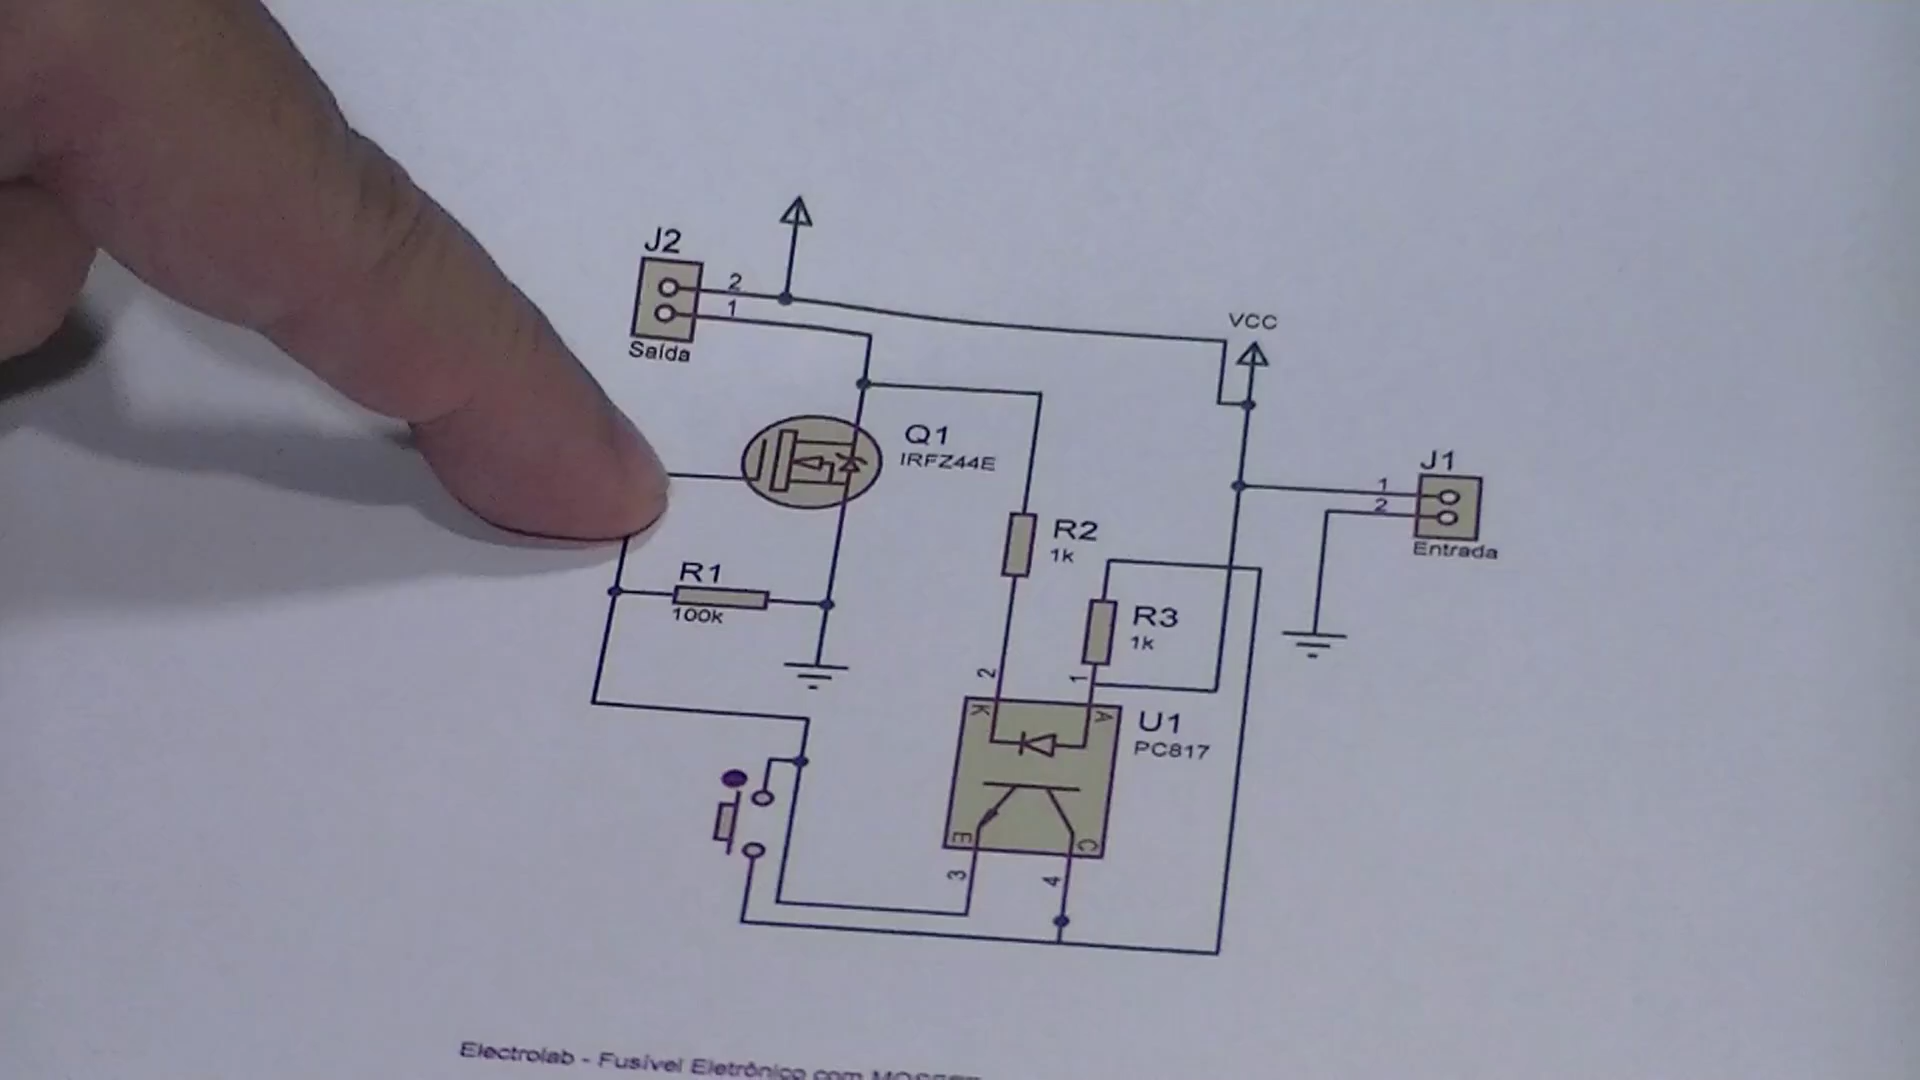 J2
2
1
Saída
VCC
Q1
IRFZ44E
J1
1
2
Entrada
R2
1k
R1
100k
R3
1k
2
1
K
A
U1
PC817
E
C
3
4
Electrolab - Fusível Eletrônico com